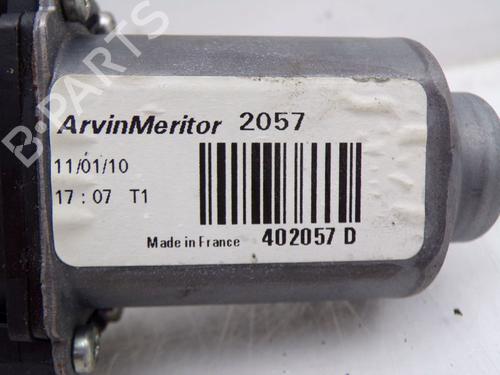 B-PARTS
ArvinMeritor 2057
11/01/10
17 : 07 T1
Made in France 402057 D